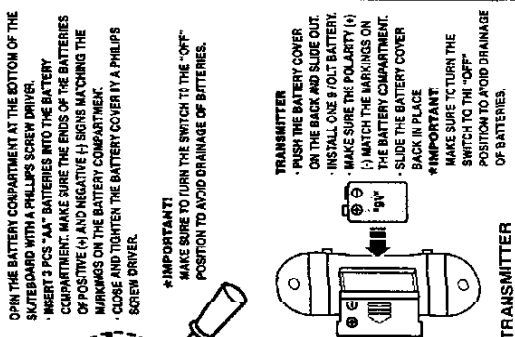 OPEN THE BATTERY COMPARTMENT AT THE BOTTOM OF THE
SKATEBOARD WITH A PHILLIPS SCREW DRIVER.
· INSERT 3 PCS "AA" BATTERIES INTO THE BATTERY
COMPARTMENT. MAKE SURE THE ENDS OF THE BATTERIES
OF POSITIVE (+) AND NEGATIVE (-) SIGNS MATCHING THE
MARKINGS ON THE BATTERY COMPARTMENT.
· CLOSE AND TIGHTEN THE BATTERY COVER BY A PHILIPS
SCREW DRIVER.
*IMPORTANT!
MAKE SURE TO TURN THE SWITCH TO THE "OFF"
POSITION TO AVOID DRAINAGE OF BATTERIES.
TRANSMITTER
· PUSH THE BATTERY COVER
ON THE BACK AND SLIDE OUT.
· INSTALL ONE 9 VOLT BATTERY.
· MAKE SURE THE POLARITY (+)
(-) MATCH THE MARKINGS ON
THE BATTERY COMPARTMENT.
· SLIDE THE BATTERY COVER
BACK IN PLACE
*IMPORTANT!
MAKE SURE TO TURN THE
SWITCH TO THE "OFF"
POSITION TO AVOID DRAINAGE
OF BATTERIES.
"9V"
TRANSMITTER